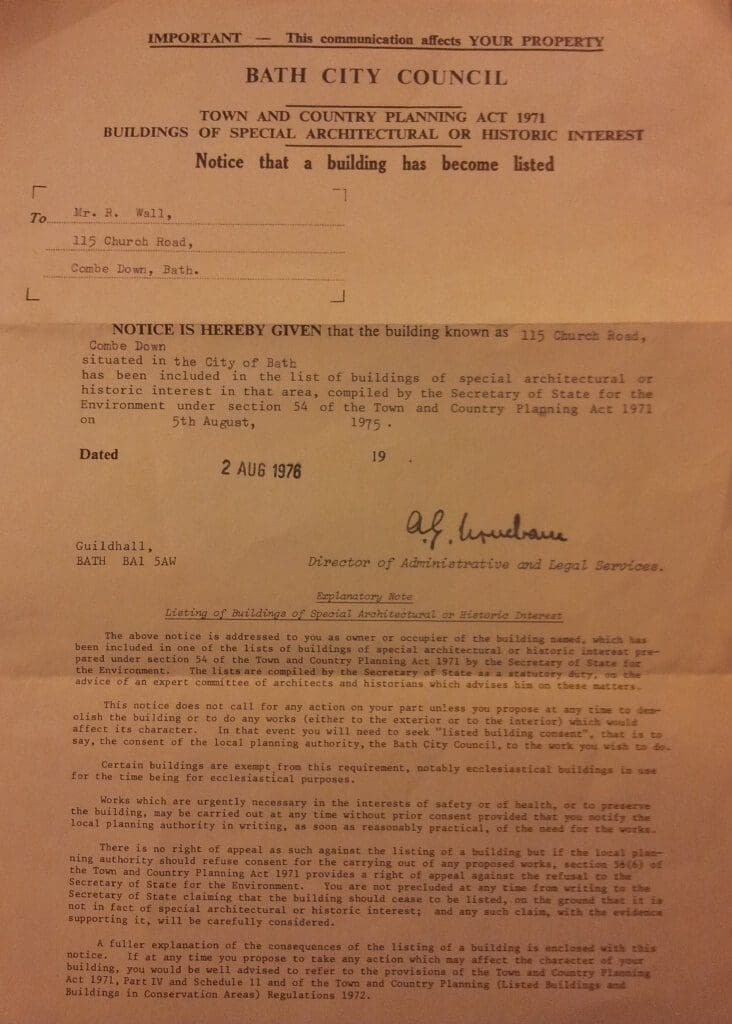 IMPORTANT — This communication affects YOUR PROPERTY
BATH CITY COUNCIL
TOWN AND COUNTRY PLANNING ACT 1971
BUILDINGS OF SPECIAL ARCHITECTURAL OR HISTORIC INTEREST
Notice that a building has become listed
To Mr. R. Wall,
115 Church Road,
Combe Down, Bath.
NOTICE IS HEREBY GIVEN that the building known as 115 Church Road,
Combe Down
situated in the City of Bath
has been included in the list of buildings of special architectural or
historic interest in that area, compiled by the Secretary of State for the
Environment under section 54 of the Town and Country Planning Act 1971
on 5th August, 1975.
Dated 2 AUG 1976 19 .
A.G.
Guildhall,
BATH BA1 5AW Director of Administrative and Legal Services.
Explanatory Note
Listing of Buildings of Special Architectural or Historic Interest
The above notice is addressed to you as owner or occupier of the building named, which has
been included in one of the lists of buildings of special architectural or historic interest pre-
pared under section 54 of the Town and Country Planning Act 1971 by the Secretary of State for
the Environment. The lists are compiled by the Secretary of State as a statutory duty, on the
advice of an expert committee of architects and historians which advises him on these matters.
This notice does not call for any action on your part unless you propose at any time to dem-
olish the building or to do any works (either to the exterior or to the interior) which would
affect its character. In that event you will need to seek "listed building consent", that is to
say, the consent of the local planning authority, the Bath City Council, to the work you wish to do.
Certain buildings are exempt from this requirement, notably ecclesiastical buildings in use
for the time being for ecclesiastical purposes.
Works which are urgently necessary in the interests of safety or of health, or to preserve
the building, may be carried out at any time without prior consent provided that you notify the
local planning authority in writing, as soon as reasonably practical, of the need for the works.
There is no right of appeal as such against the listing of a building but if the local plan-
ning authority should refuse consent for the carrying out of any proposed works, section 56(6) of
the Town and Country Planning Act 1971 provides a right of appeal against the refusal to the
Secretary of State for the Environment. You are not precluded at any time from writing to the
Secretary of State claiming that the building should cease to be listed, on the ground that it is
not in fact of special architectural or historic interest; and any such claim, with the evidence
supporting it, will be carefully considered.
A fuller explanation of the consequences of the listing of a building is enclosed with this
notice. If at any time you propose to take any action which may affect the character of your
building, you would be well advised to refer to the provisions of the Town and Country Planning
Act 1971, Part IV and Schedule 11 and of the Town and Country Planning (Listed Buildings and
Buildings in Conservation Areas) Regulations 1972.